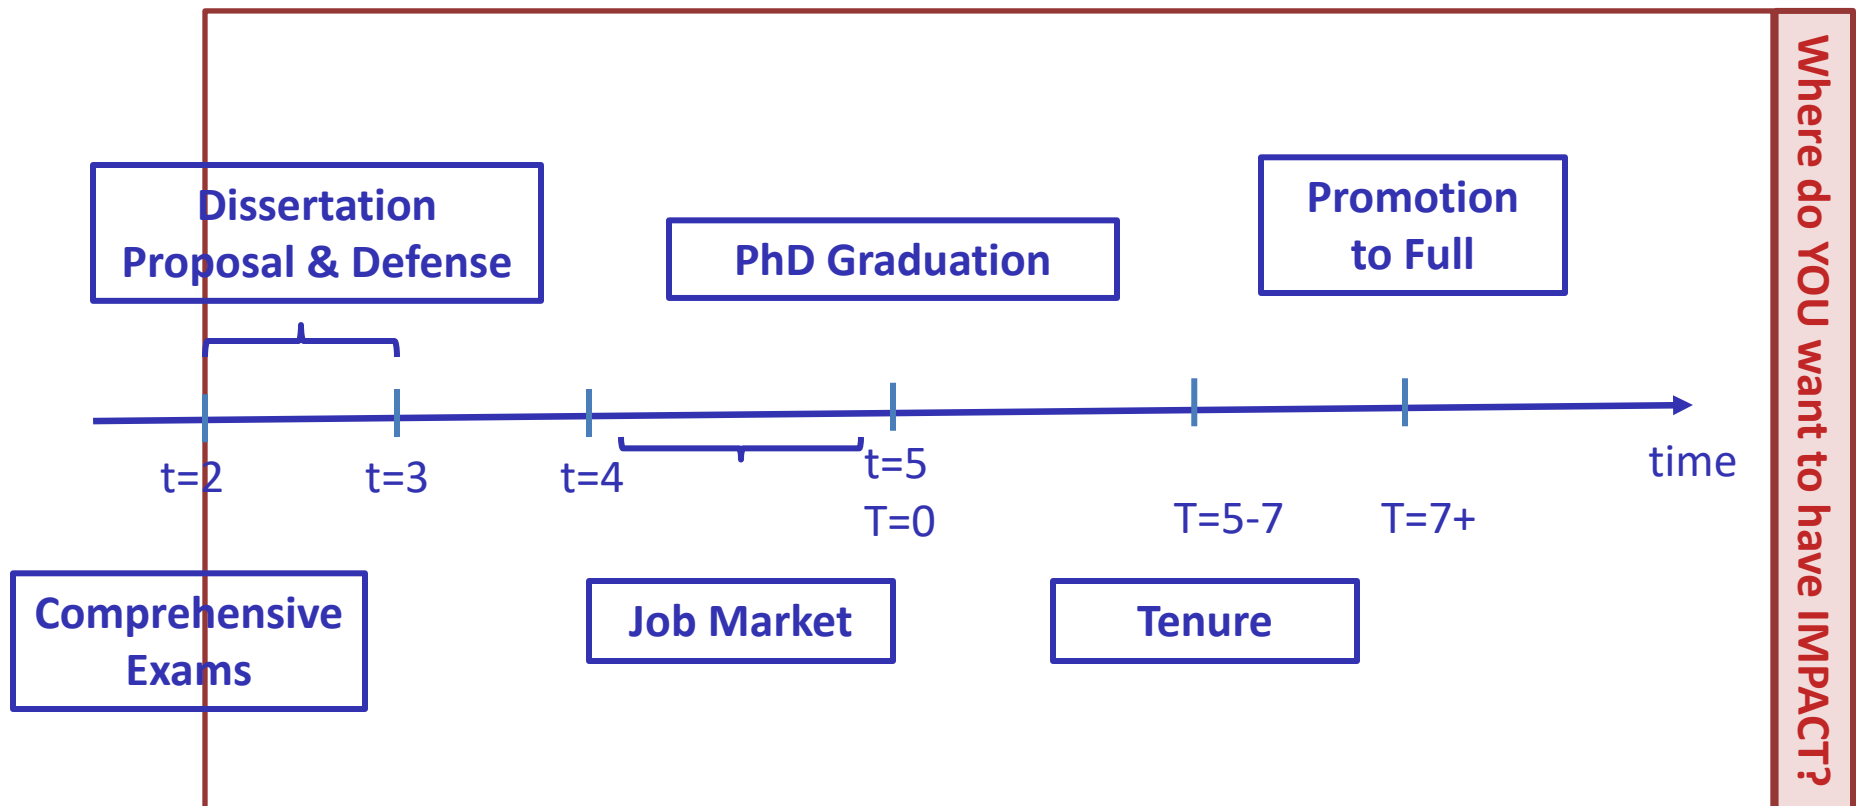 Dissertation
Proposal & Defense
PhD Graduation
Promotion
to Full
t=2
t=3
t=4
t=5
T=0
T=5-7
T=7+
time
Comprehensive
Exams
Job Market
Tenure
Where do YOU want to have IMPACT?